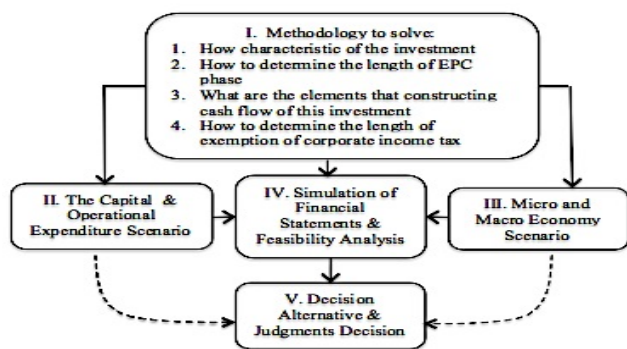 I. Methodology to solve:
1. How characteristic of the investment
2. How to determine the length of EPC
phase
3. What are the elements that constructing
cash flow of this investment
4. How to determine the length of
exemption of corporate income tax
II. The Capital &
Operational
Expenditure Scenario
IV. Simulation of
Financial
Statements &
Feasibility Analysis
III. Micro and
Macro Economy
Scenario
V. Decision
Alternative &
Judgments Decision